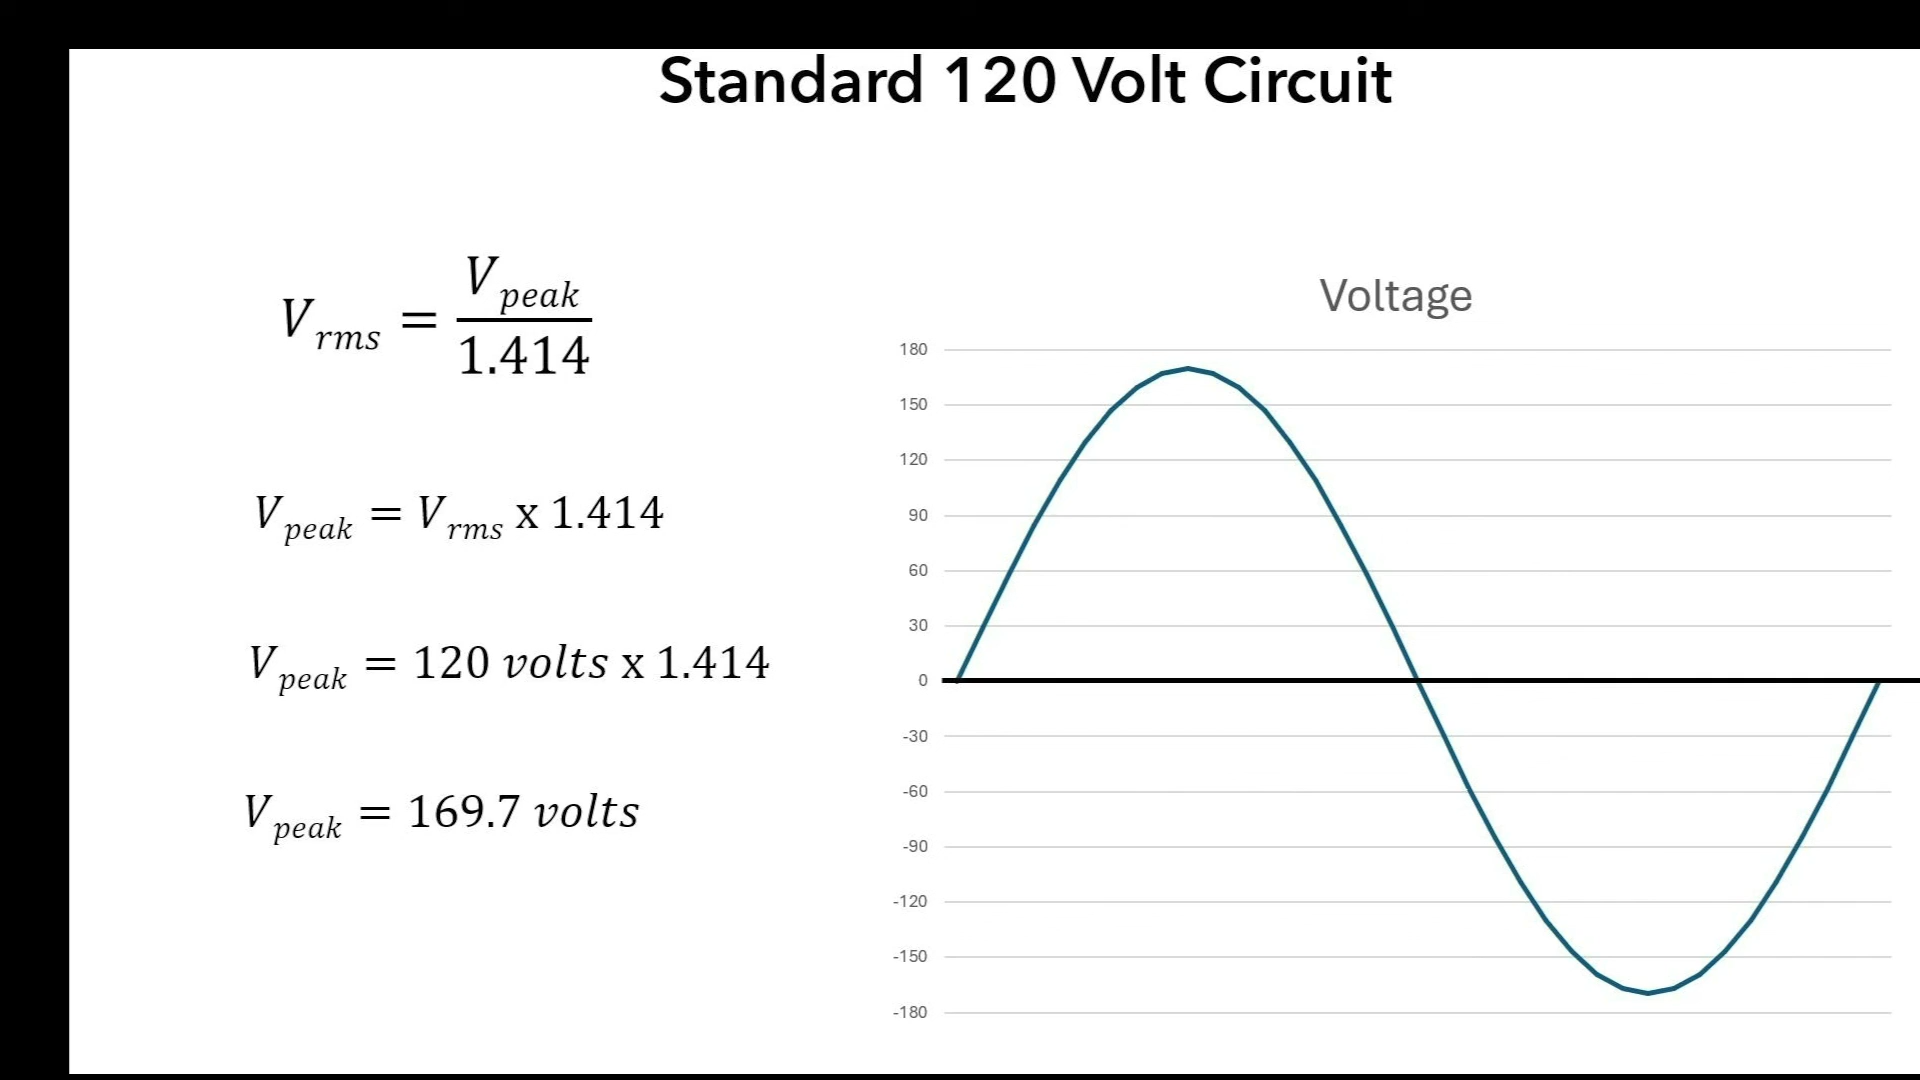 Standard 120 Volt Circuit
V_rms = V_peak / 1.414
V_peak = V_rms x 1.414
V_peak = 120 volts x 1.414
V_peak = 169.7 volts
Voltage
180
150
120
90
60
30
0
-30
-60
-90
-120
-150
-180